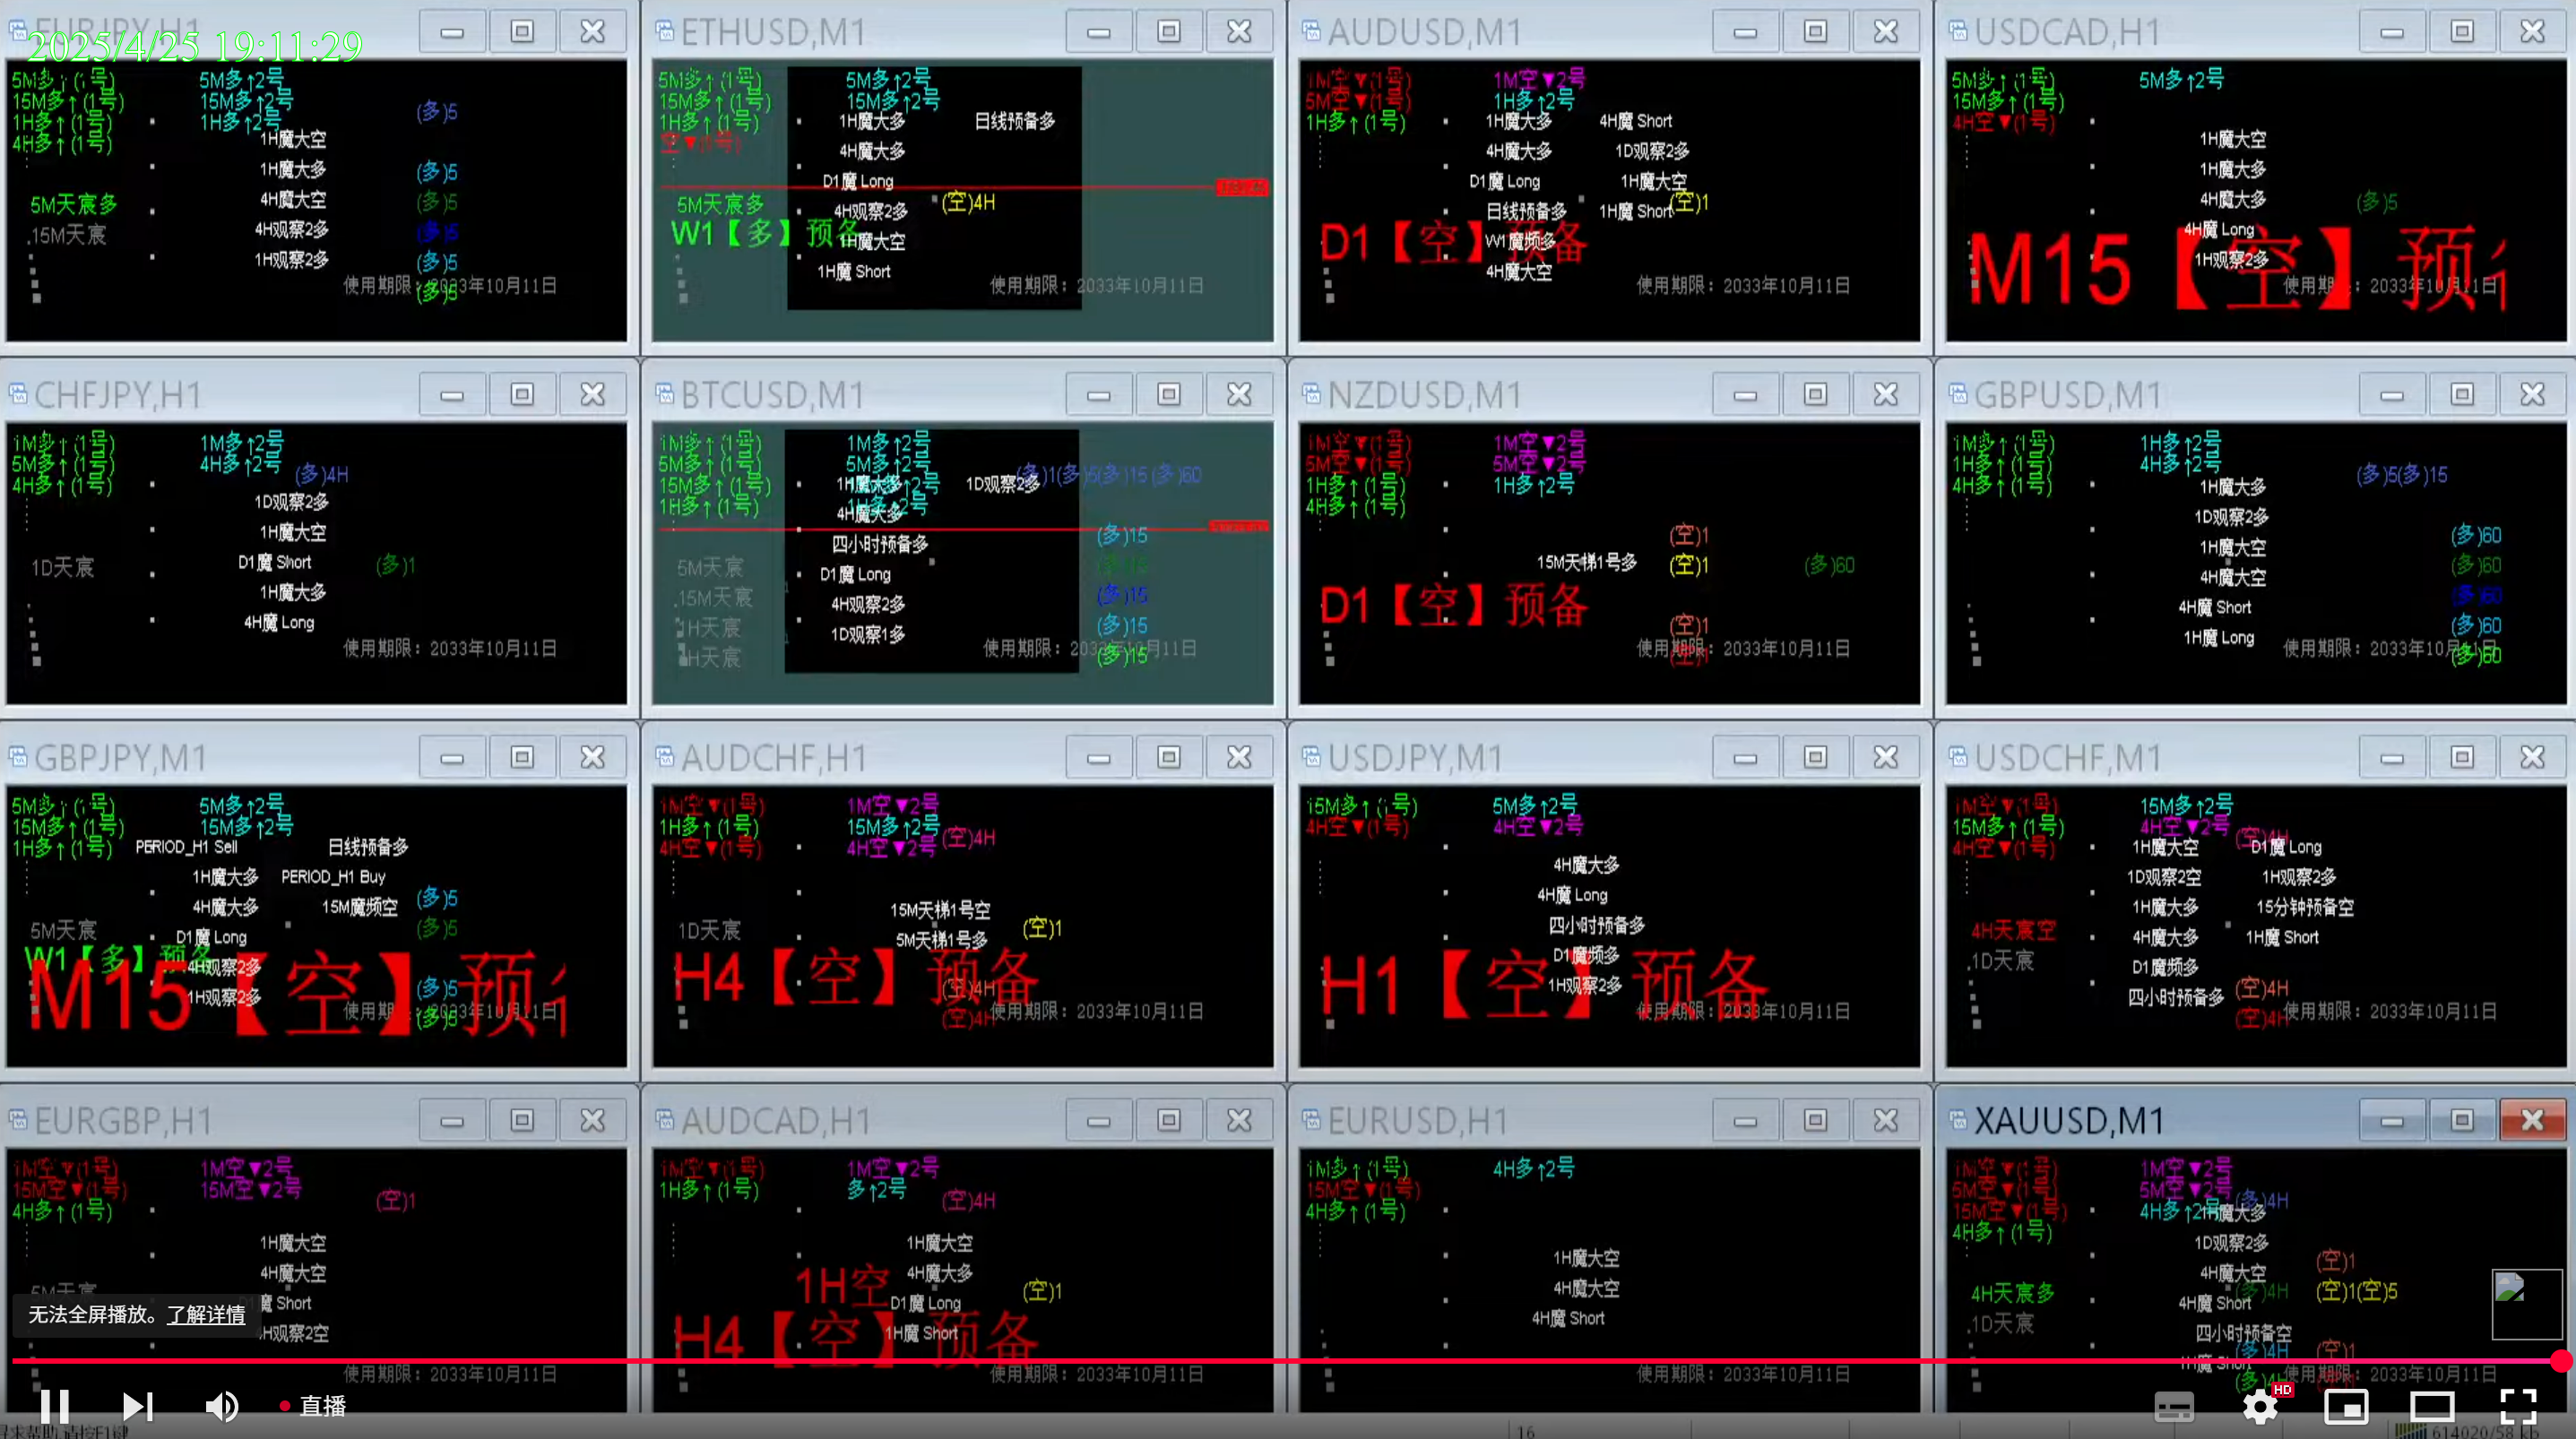 EURJPY,H1
2025/4/25 19:11:29
5M多↑(1号) 5M多↑2号
15M多↑(1号) 15M多↑2号 (多)5
1H多↑(1号) 1H多↑2号
4H多↑(1号) 1H魔大空
1H魔大多 (多)5
5M天宸多 4H魔大空 (多)5
.15M天宸 4H观察2多 (多)5
1H观察2多 (多)5
使用期限: 2033年10月11日
(多)5
ETHUSD,M1
5M多↑(1号) 5M多↑2号
15M多↑(1号) 15M多↑2号
1H多↑(1号) 1H魔大多 日线预备多
空▼(1号) 4H魔大多
D1魔 Long
5M天宸多 4H观察2多 (空)4H
W1【多】预备 1H魔大空
1H魔 Short
使用期限: 2033年10月11日
AUDUSD,M1
1M空▼(1号) 1M空▼2号
5M空▼(1号) 1H多↑2号
1H多↑(1号) 1H魔大多 4H魔 Short
4H魔大多 1D观察2多
D1魔 Long 1H魔大空
日线预备多 1H魔 Short (空)1
D1【空】预备 W1魔频多
4H魔大空
使用期限: 2033年10月11日
USDCAD,H1
5M多↑(1号) 5M多↑2号
15M多↑(1号)
4H空▼(1号)
1H魔大空
1H魔大多
4H魔大多 (多)5
4H魔 Long
M15【空】预
1H观察2多
使用期限: 2033年10月11日
CHFJPY,H1
1M多↑(1号) 1M多↑2号
5M多↑(1号) 4H多↑2号 (多)4H
4H多↑(1号)
1D观察2多
1H魔大空
1D天宸 D1魔 Short (多)1
1H魔大多
4H魔 Long
使用期限: 2033年10月11日
BTCUSD,M1
1M多↑(1号) 1M多↑2号
5M多↑(1号) 5M多↑2号 (多)1(多)5(多)15(多)60
15M多↑(1号) 1H魔大多 1D观察2多
1H多↑(1号) 1H多↑2号
4H魔大多
四小时预备多 (多)15
5M天宸 D1魔 Long
.15M天宸 4H观察2多 (多)15
1H天宸 1D观察1多 (多)15
H天宸
使用期限: 2033年10月11日
(多)15
NZDUSD,M1
1M空▼(1号) 1M空▼2号
5M空▼(1号) 5M空▼2号
1H多↑(1号) 1H多↑2号
4H多↑(1号)
(空)1
15M天梯1号多 (空)1 (多)60
D1【空】预备
(空)1
使用期限: 2033年10月11日
GBPUSD,M1
1M多↑(1号) 1H多↑2号
1H多↑(1号) 4H多↑2号 (多)5(多)15
4H多↑(1号) 1H魔大多
1D观察2多
1H魔大空 (多)60
4H魔大空 (多)60
4H魔 Short (多)60
1H魔 Long (多)60
使用期限: 2033年10月11日
(多)60
GBPJPY,M1
5M多↑(1号) 5M多↑2号
15M多↑(1号) 15M多↑2号
1H多↑(1号) PERIOD_H1 Sell 日线预备多
1H魔大多 PERIOD_H1 Buy
4H魔大多 15M魔频空 (多)5
5M天宸 D1魔 Long (多)5
W1【多】预备
4H观察2多
M15【空】预
1H观察2多 (多)5
使用期限: 2033年10月11日
(多)5
AUDCHF,H1
1M空▼(1号) 1M空▼2号
1H多↑(1号) 15M多↑2号 (空)4H
4H空▼(1号) 4H空▼2号
15M天梯1号空
1D天宸 5M天梯1号多 (空)1
H4【空】预备
(空)4H
使用期限: 2033年10月11日
(空)4H
USDJPY,M1
15M多↑(1号) 5M多↑2号
4H空▼(1号) 4H空▼2号
4H魔大多
4H魔 Long
四小时预备多
D1魔频多
H1【空】预备
1H观察2多
使用期限: 2033年10月11日
USDCHF,M1
1M空▼(1号) 15M多↑2号
15M多↑(1号) 4H空▼2号 (空)4H
4H空▼(1号) 1H魔大空 D1魔 Long
1D观察2空 1H观察2多
1H魔大多 15分钟预备空
4H天宸空 4H魔大多 1H魔 Short
.1D天宸 D1魔频多
四小时预备多 (空)4H
使用期限: 2033年10月11日
(空)4H
EURGBP,H1
1M空▼(1号) 1M空▼2号
15M空▼(1号) 15M空▼2号 (空)1
4H多↑(1号)
1H魔大空
4H魔大空
5M天宸
魔 Short
H观察2空
使用期限: 2033年10月11日
AUDCAD,H1
1M空▼(1号) 1M空▼2号
1H多↑(1号) 多↑2号 (空)4H
1H魔大空
1H空 4H魔大多
D1魔 Long (空)1
H4【空】预备
1H魔 Short
使用期限: 2033年10月11日
EURUSD,H1
1M多↑(1号) 4H多↑2号
15M空▼(1号)
4H多↑(1号)
1H魔大空
4H魔大空
4H魔 Short
使用期限: 2033年10月11日
XAUUSD,M1
1M空▼(1号) 1M空▼2号
5M空▼(1号) 5M空▼2号 (多)4H
15M空▼(1号) 4H多↑2号 1H魔大多
4H多↑(1号) 1D观察2多
4H魔大空 (空)1
4H天宸多 4H魔 Short (多)4H (空)1(空)5
.1D天宸 四小时预备空
(多)4H (空)1
1H魔 Short
使用期限: 2033年10月11日
无法全屏播放。了解详情
直播
HD
16
614020/58 kb